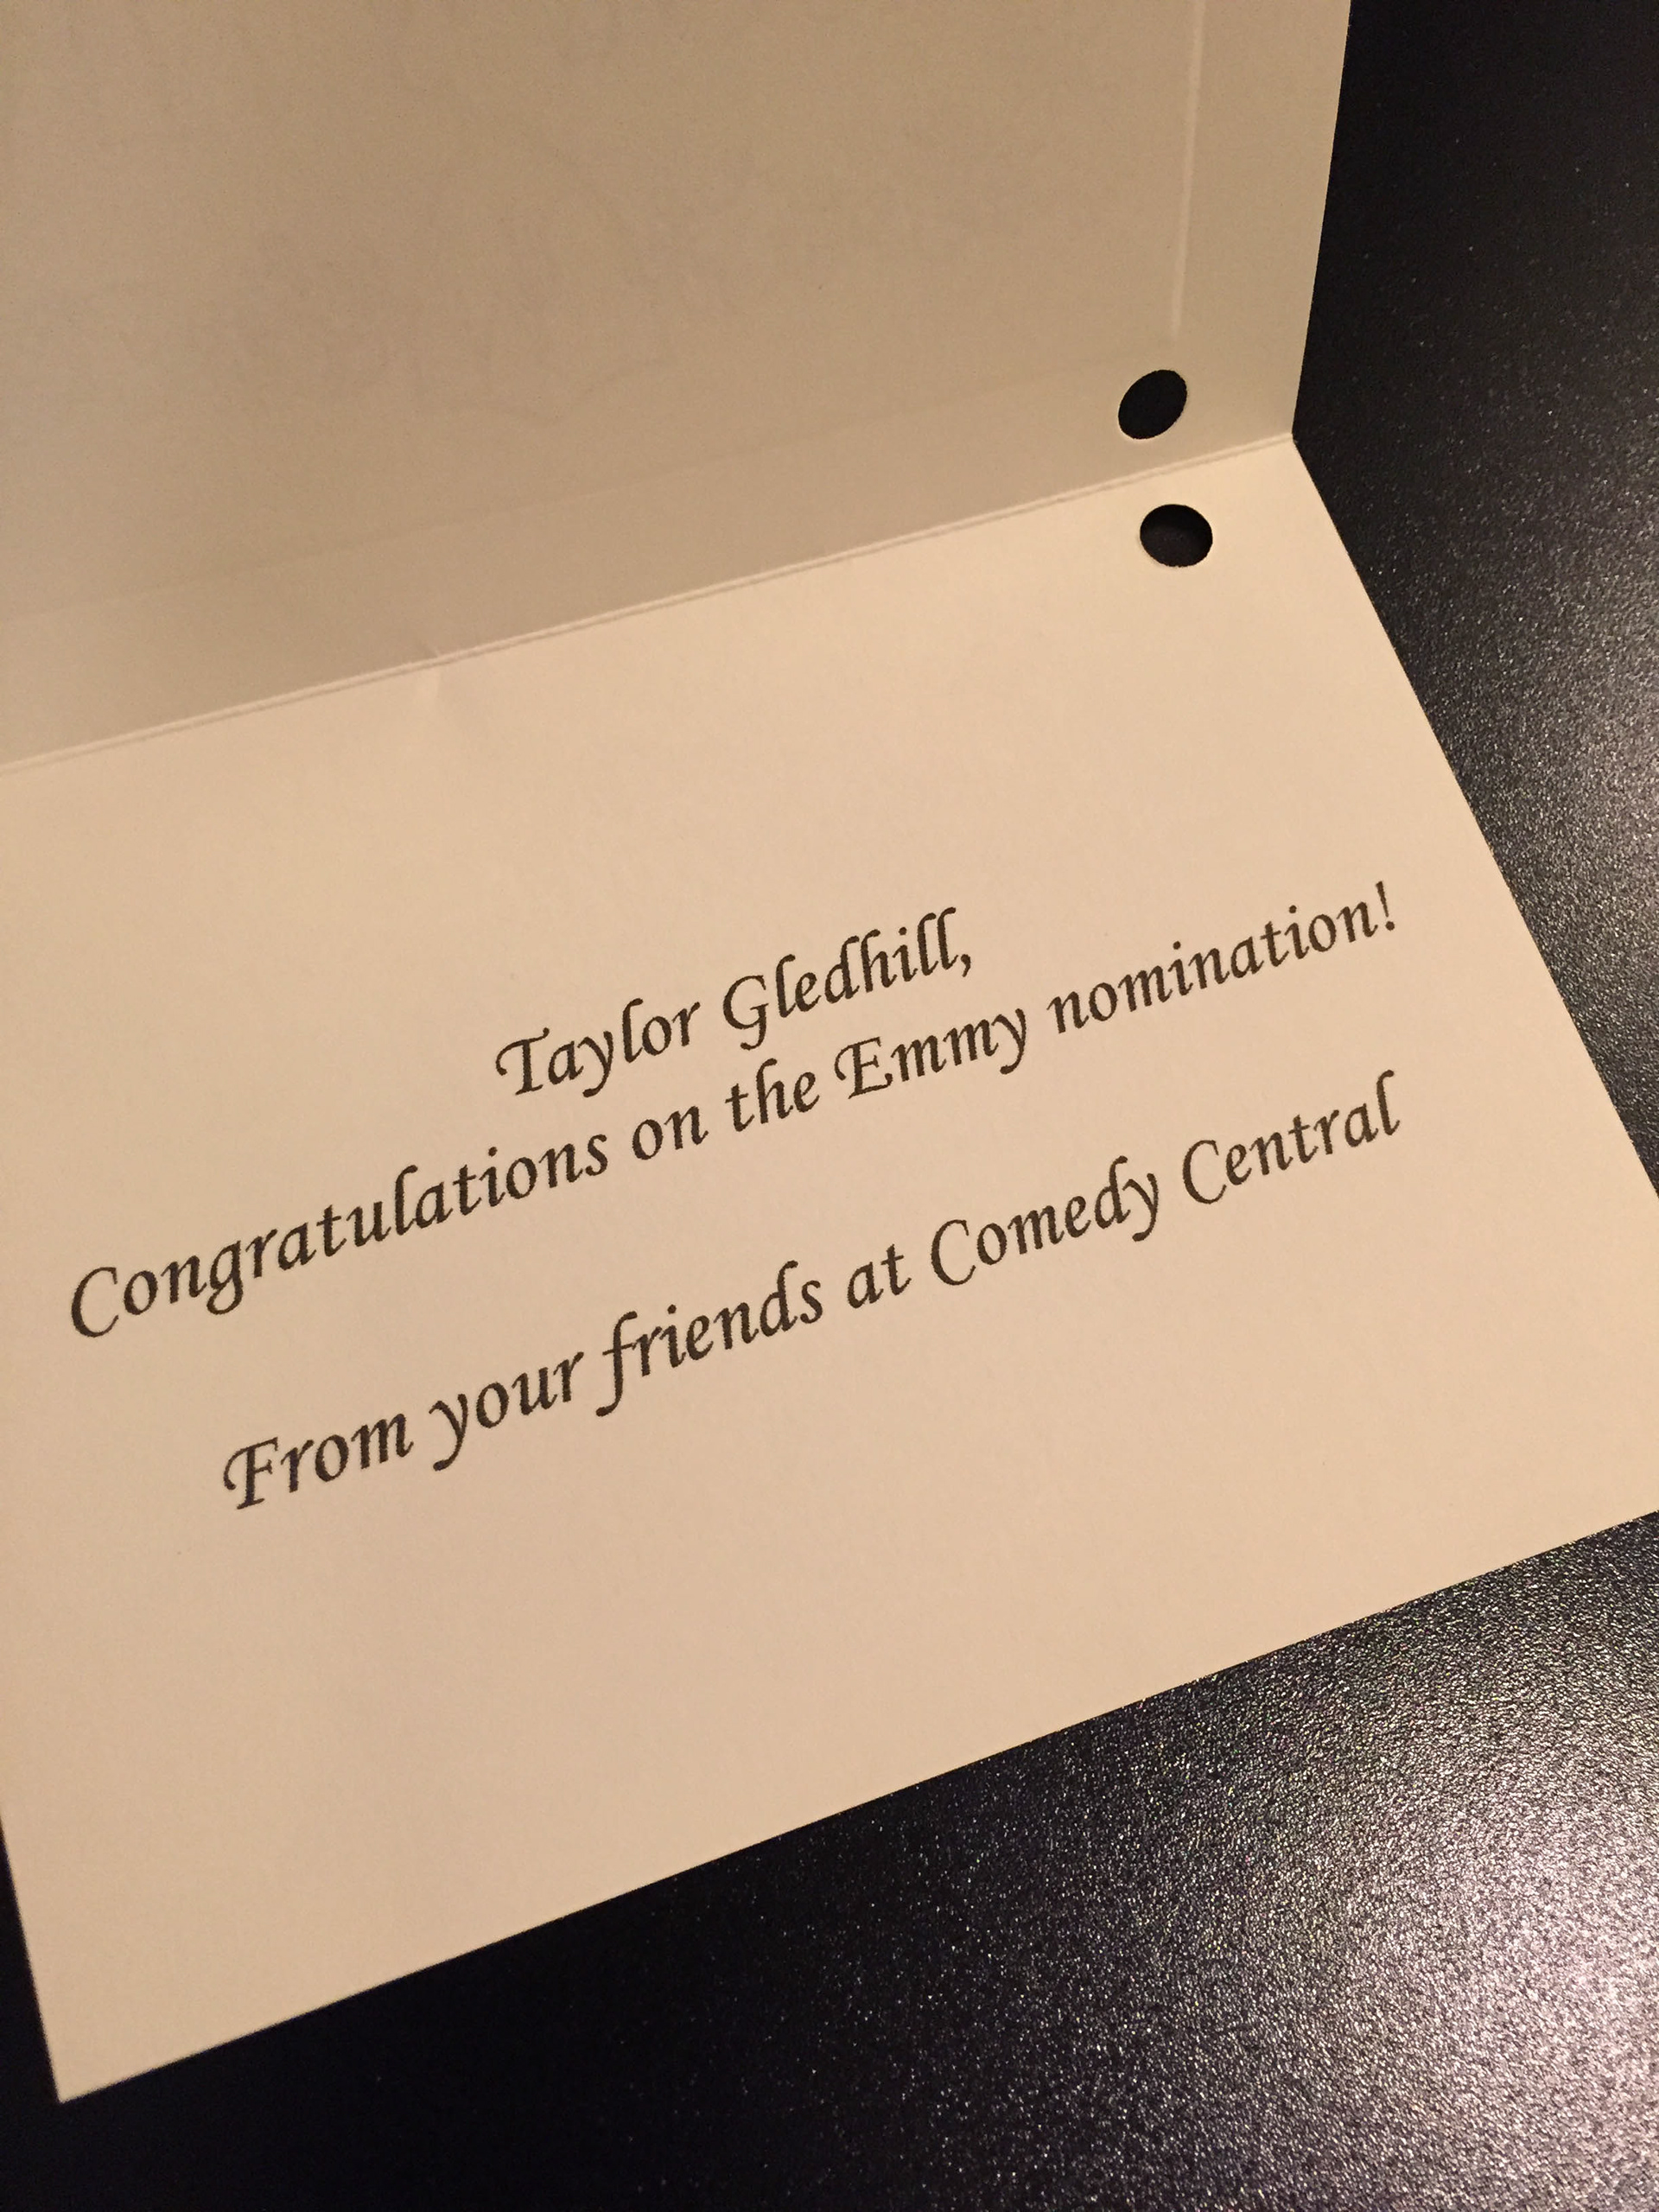 Taylor Gledhill,
Congratulations on the Emmy nomination!
From your friends at Comedy Central